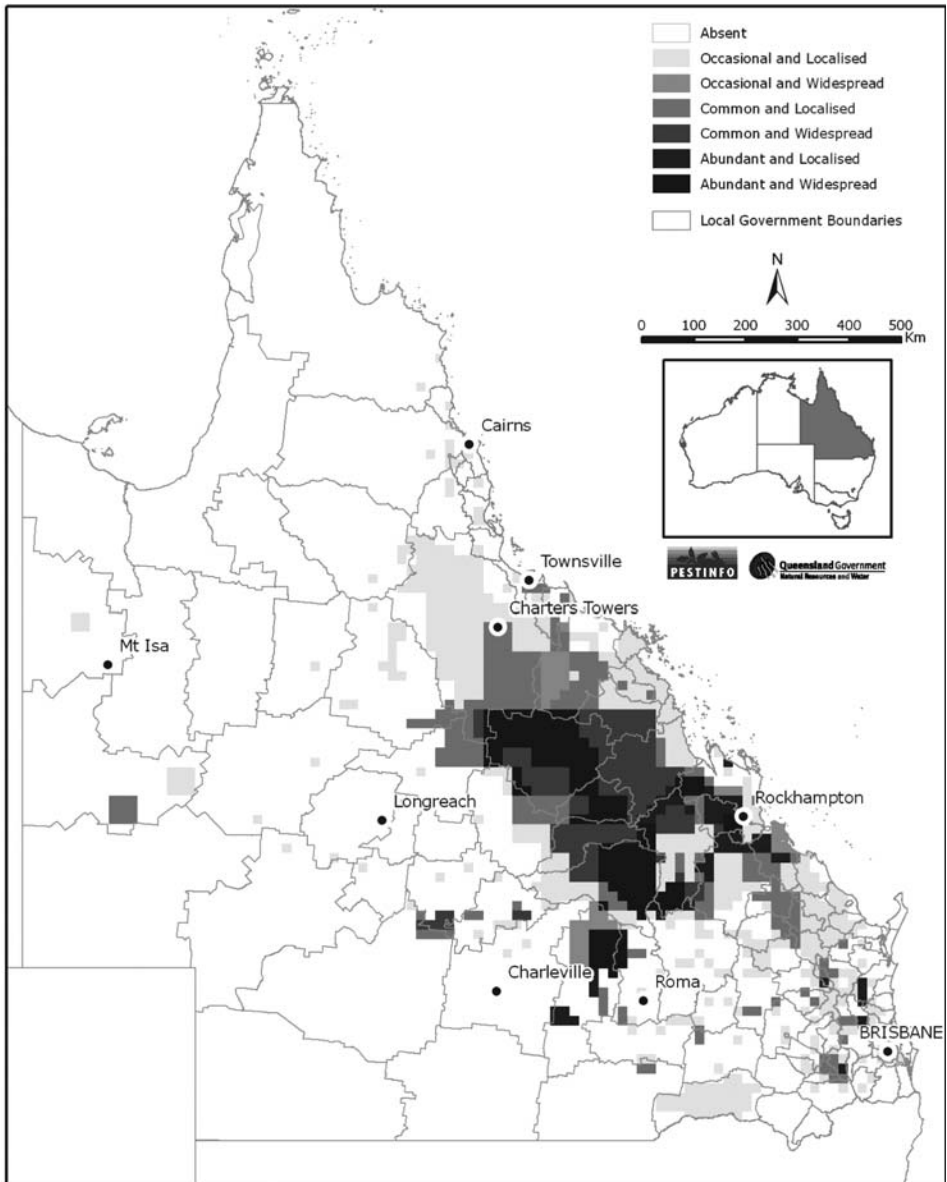 Absent
Occasional and Localised
Occasional and Widespread
Common and Localised
Common and Widespread
Abundant and Localised
Abundant and Widespread
Local Government Boundaries
N
0 100 200 300 400 500
Km
Cairns
PESTINFO
Queensland Government
Natural Resources and Water
Townsville
Charters Towers
Mt Isa
Longreach
Rockhampton
Charleville
Roma
BRISBANE